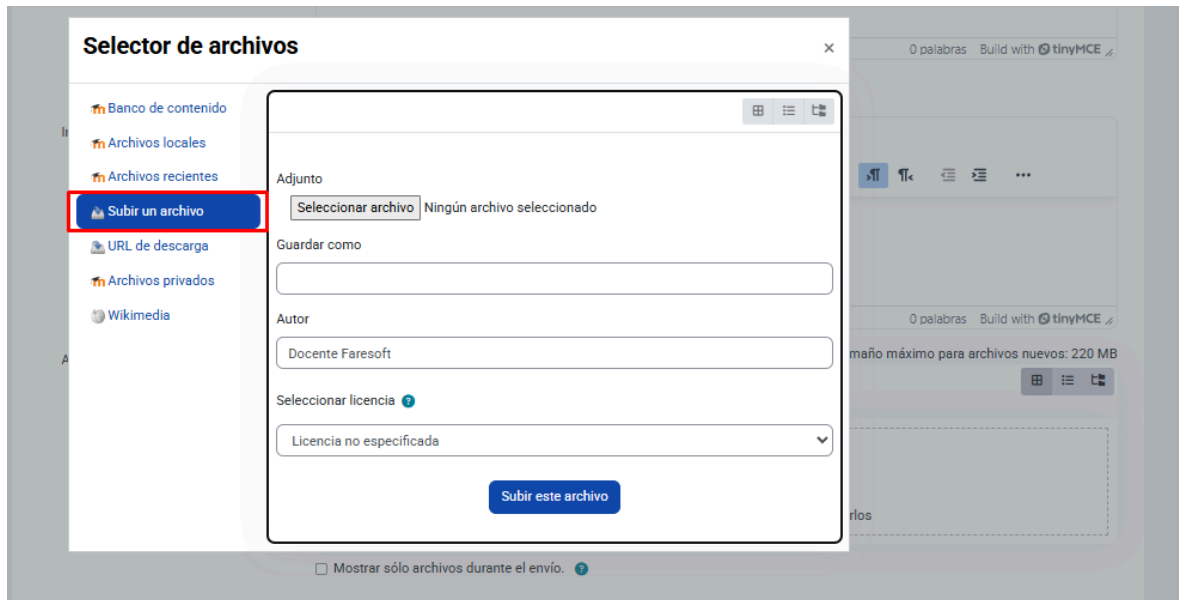 Selector de archivos
×
0 palabras Build with tinyMCE
Banco de contenido
Archivos locales
Archivos recientes
Subir un archivo
URL de descarga
Archivos privados
Wikimedia
Adjunto
Seleccionar archivo Ningún archivo seleccionado
Guardar como
Autor
Docente Faresoft
Seleccionar licencia
Licencia no especificada
Subir este archivo
0 palabras Build with tinyMCE
maño máximo para archivos nuevos: 220 MB
rlos
Mostrar sólo archivos durante el envío.